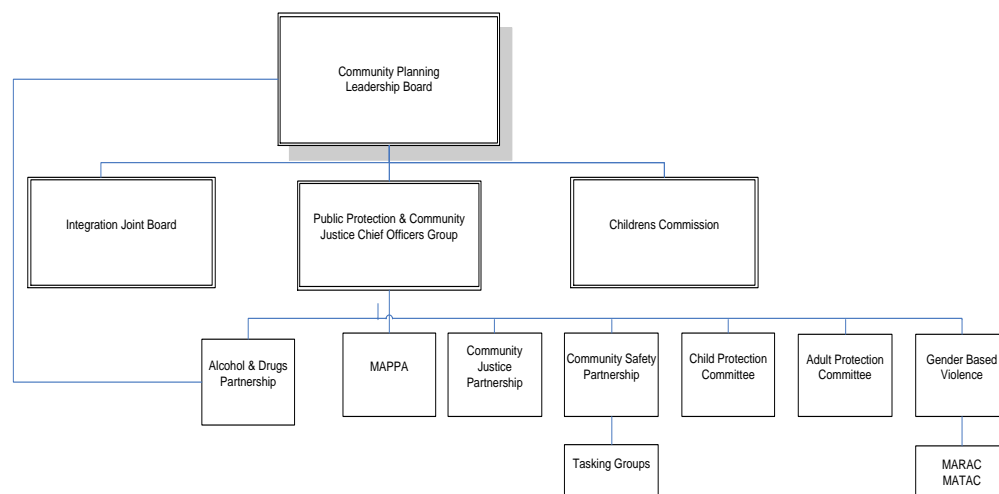 Community Planning
Leadership Board
Integration Joint Board
Public Protection & Community
Justice Chief Officers Group
Childrens Commission
Alcohol & Drugs
Partnership
MAPPA
Community
Justice
Partnership
Community Safety
Partnership
Child Protection
Committee
Adult Protection
Committee
Gender Based
Violence
Tasking Groups
MARAC
MATAC